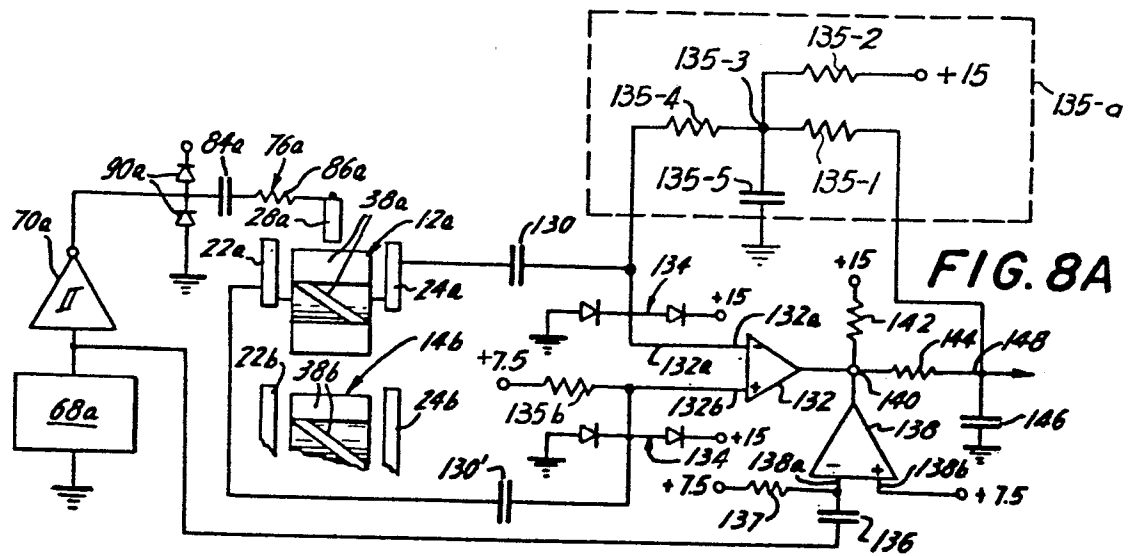 135-2
135-3
+15
135-4
135-a
84a
76a
90a
86a
135-5
135-1
28a
38a
12a
130
70a
22a
FIG. 8A
24a
134
+15
+15
132a
142
144
148
14b
+7.5
132a
22b
38b
68a
24b
135b
132b
132
140
138
146
+15
134
138a
138b
130'
+7.5
+7.5
137
136